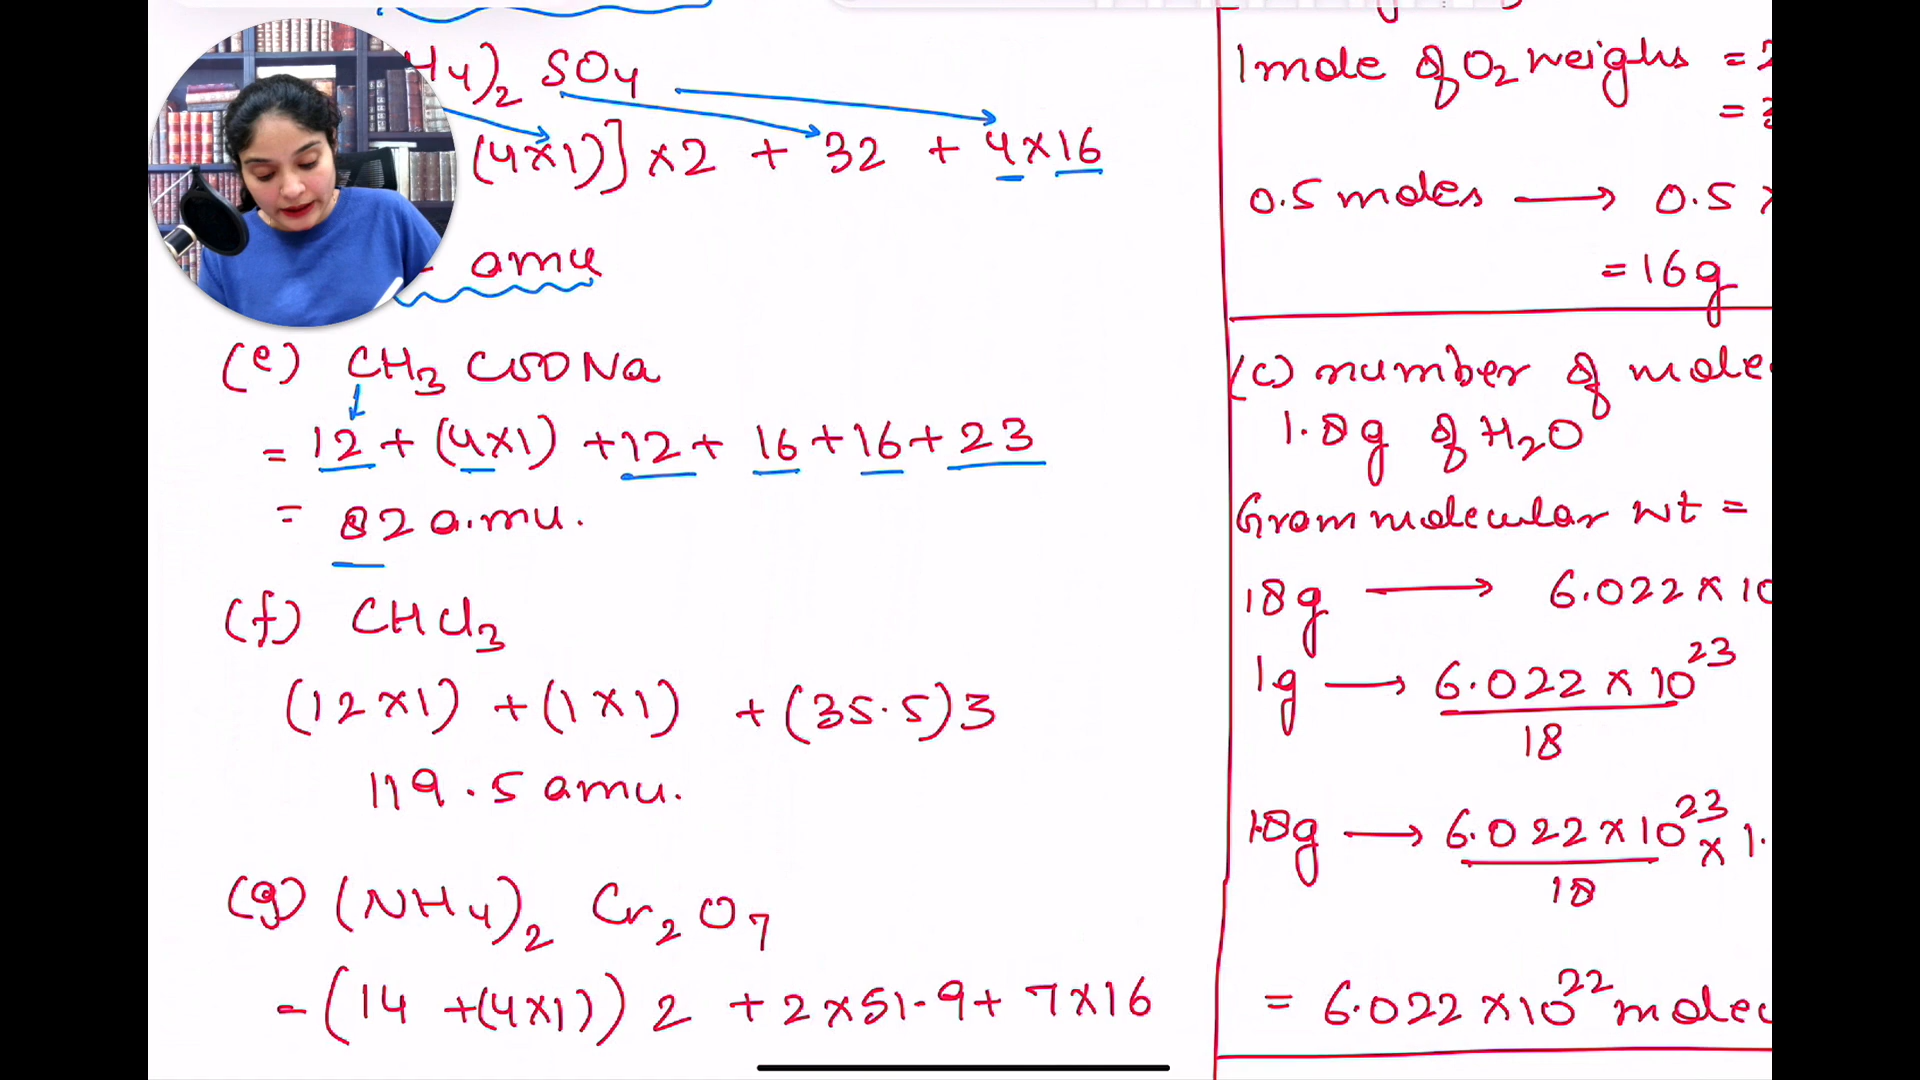 H4)2 SO4
(4×1)] ×2 + 32 + 4×16
amu
(e) CH3 COONa
= 12 + (4×1) + 12 + 16 + 16 + 23
= 82 a.mu.
(f) CHCl3
(12×1) + (1×1) + (35.5)3
119.5 amu.
(g) (NH4)2 Cr2O7
= (14 +(4×1)) 2 + 2×51.9 + 7×16
1 mole of O2 weighs =
=
0.5 moles → 0.5
= 16g
(c) number of mole
1.8g of H2O
Gram molecular wt =
18g → 6.022 × 10
1g → 6.022 × 10^23
18
1.8g → 6.022 × 10^23 × 1.
18
= 6.022 × 10^22 molec